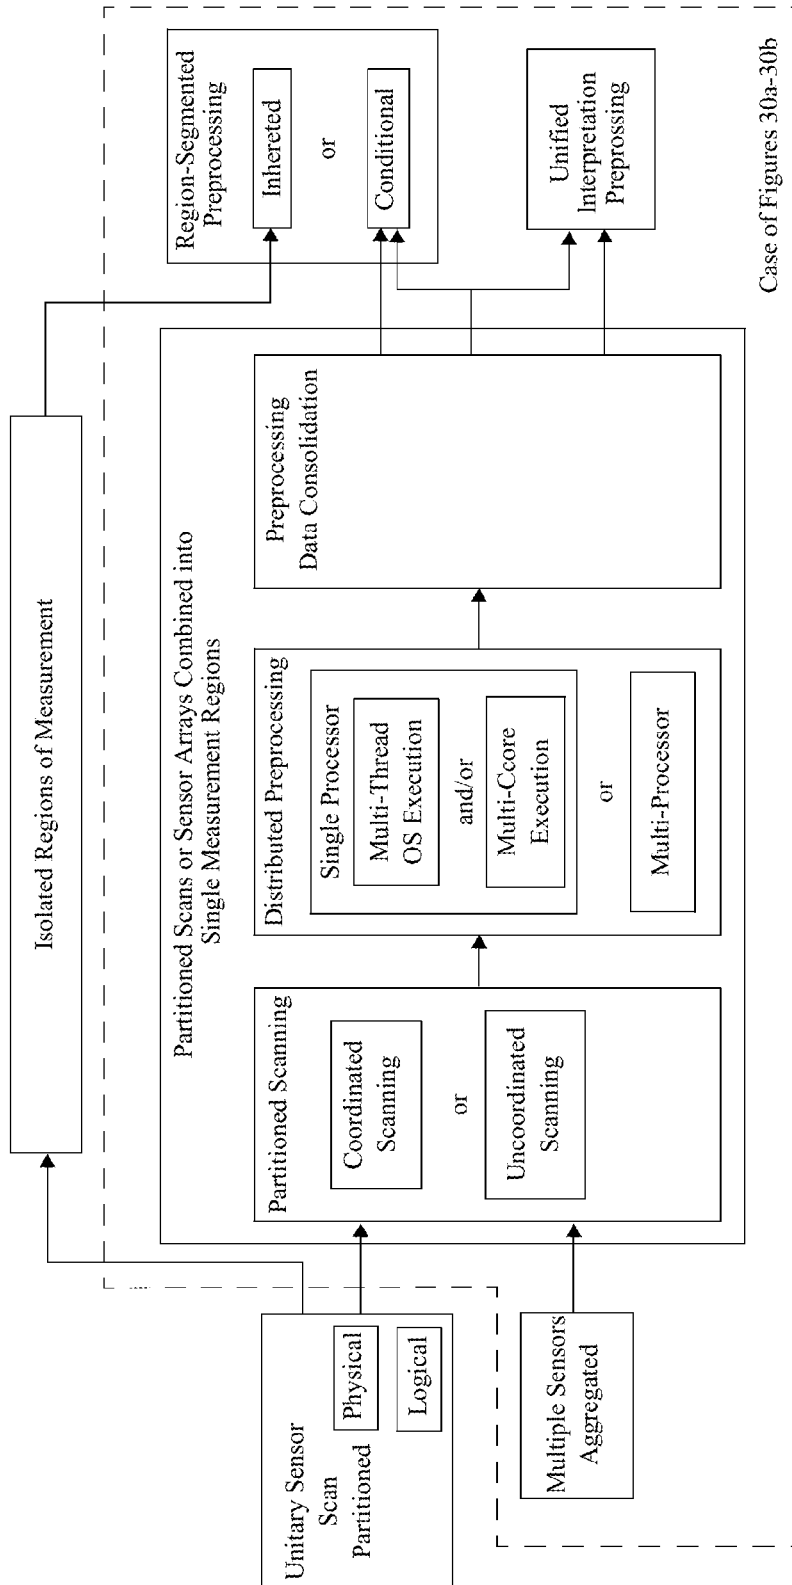 Isolated Regions of Measurement
Unitary Sensor
Scan
Partitioned
Physical
Logical
Multiple Sensors
Aggregated
Partitioned Scans or Sensor Arrays Combined into
Single Measurement Regions
Partitioned Scanning
Coordinated
Scanning
or
Uncoordinated
Scanning
Distributed Preprocessing
Single Processor
Multi-Thread
OS Execution
and/or
Multi-Ccore
Execution
or
Multi-Processor
Preprocessing
Data Consolidation
Region-Segmented
Preprocessing
Inhereted
or
Conditional
Unified
Interpretation
Preprossing
Case of Figures 30a-30b